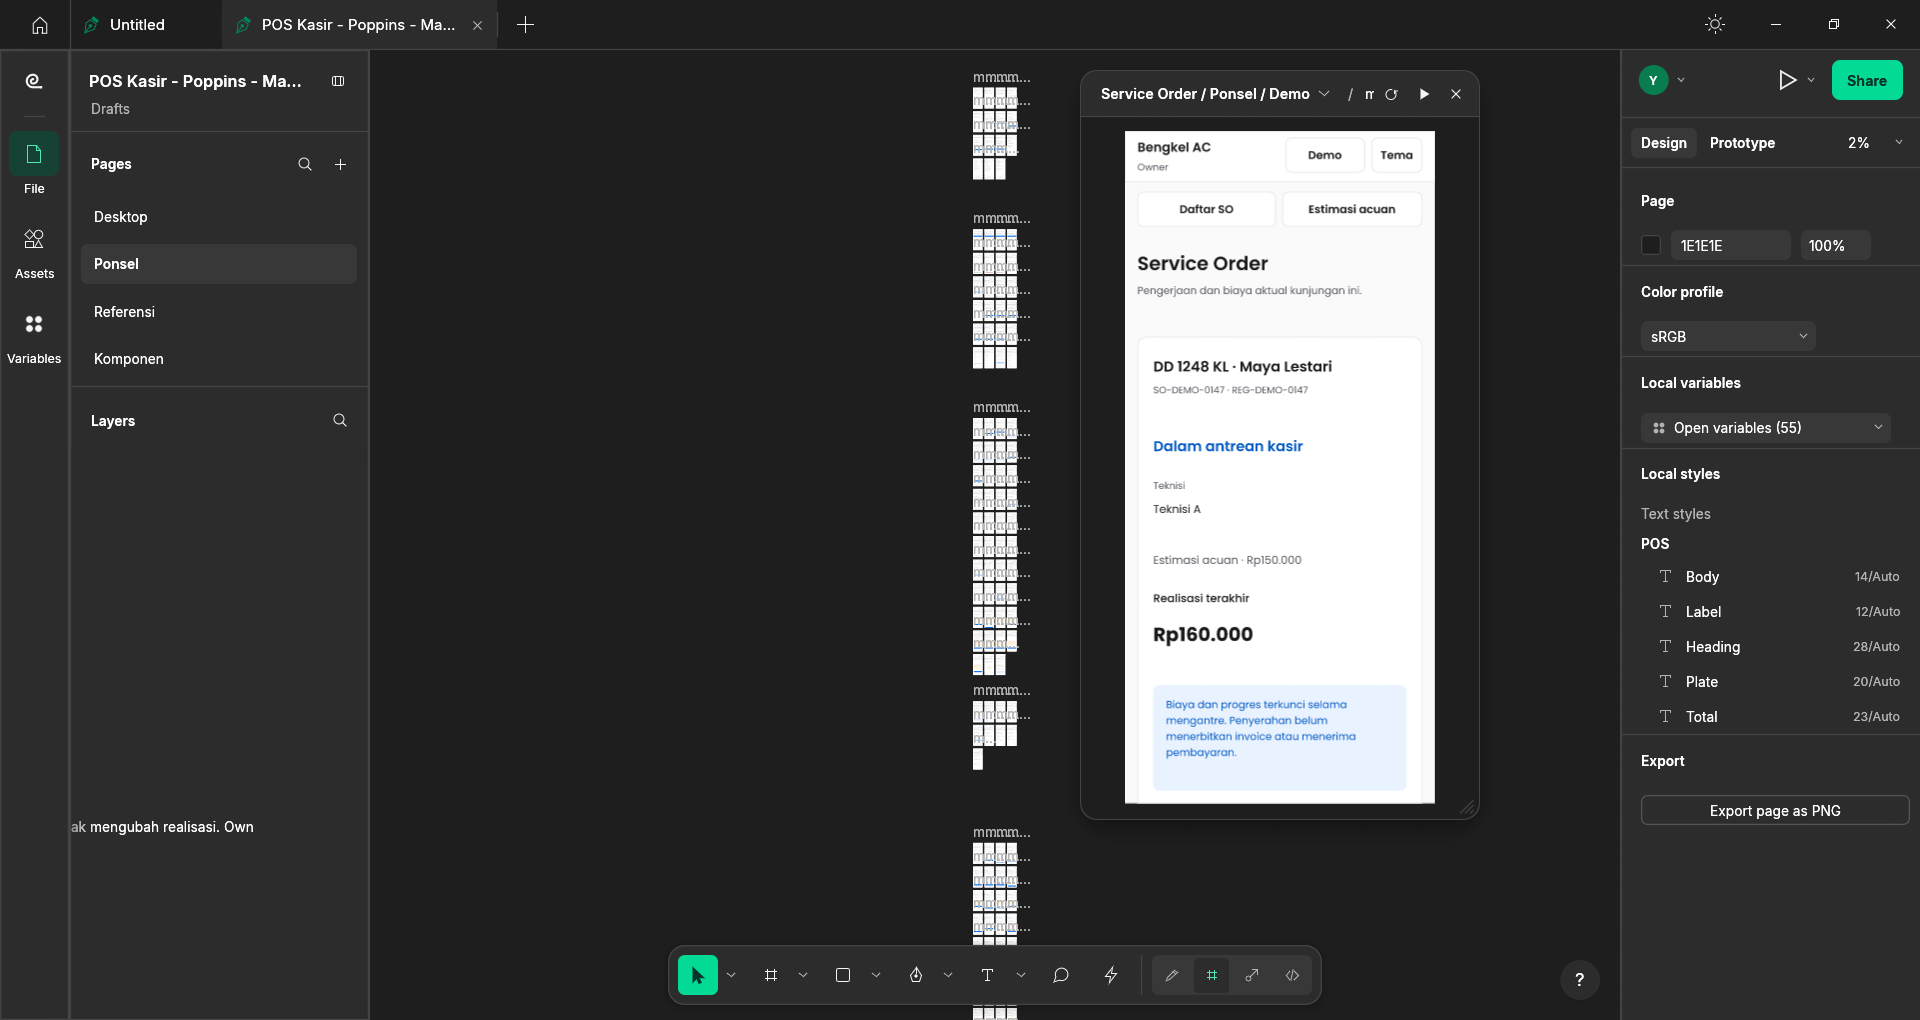 Untitled
POS Kasir - Poppins - Ma...
POS Kasir - Poppins - Ma...
Drafts
File
Assets
Variables
Pages
Desktop
Ponsel
Referensi
Komponen
Layers
ak mengubah realisasi. Own
Service Order / Ponsel / Demo
/
Bengkel AC
Owner
Demo
Tema
Daftar SO
Estimasi acuan
Service Order
Pengerjaan dan biaya aktual kunjungan ini.
DD 1248 KL · Maya Lestari
SO-DEMO-0147 · REG-DEMO-0147
Dalam antrean kasir
Teknisi
Teknisi A
Estimasi acuan · Rp150.000
Realisasi terakhir
Rp160.000
Biaya dan progres terkunci selama
mengantre. Penyerahan belum
menerbitkan invoice atau menerima
pembayaran.
Y
Share
Design
Prototype
2%
Page
1E1E1E
100%
Color profile
sRGB
Local variables
Open variables (55)
Local styles
Text styles
POS
Body
14/Auto
Label
12/Auto
Heading
28/Auto
Plate
20/Auto
Total
23/Auto
Export
Export page as PNG
?